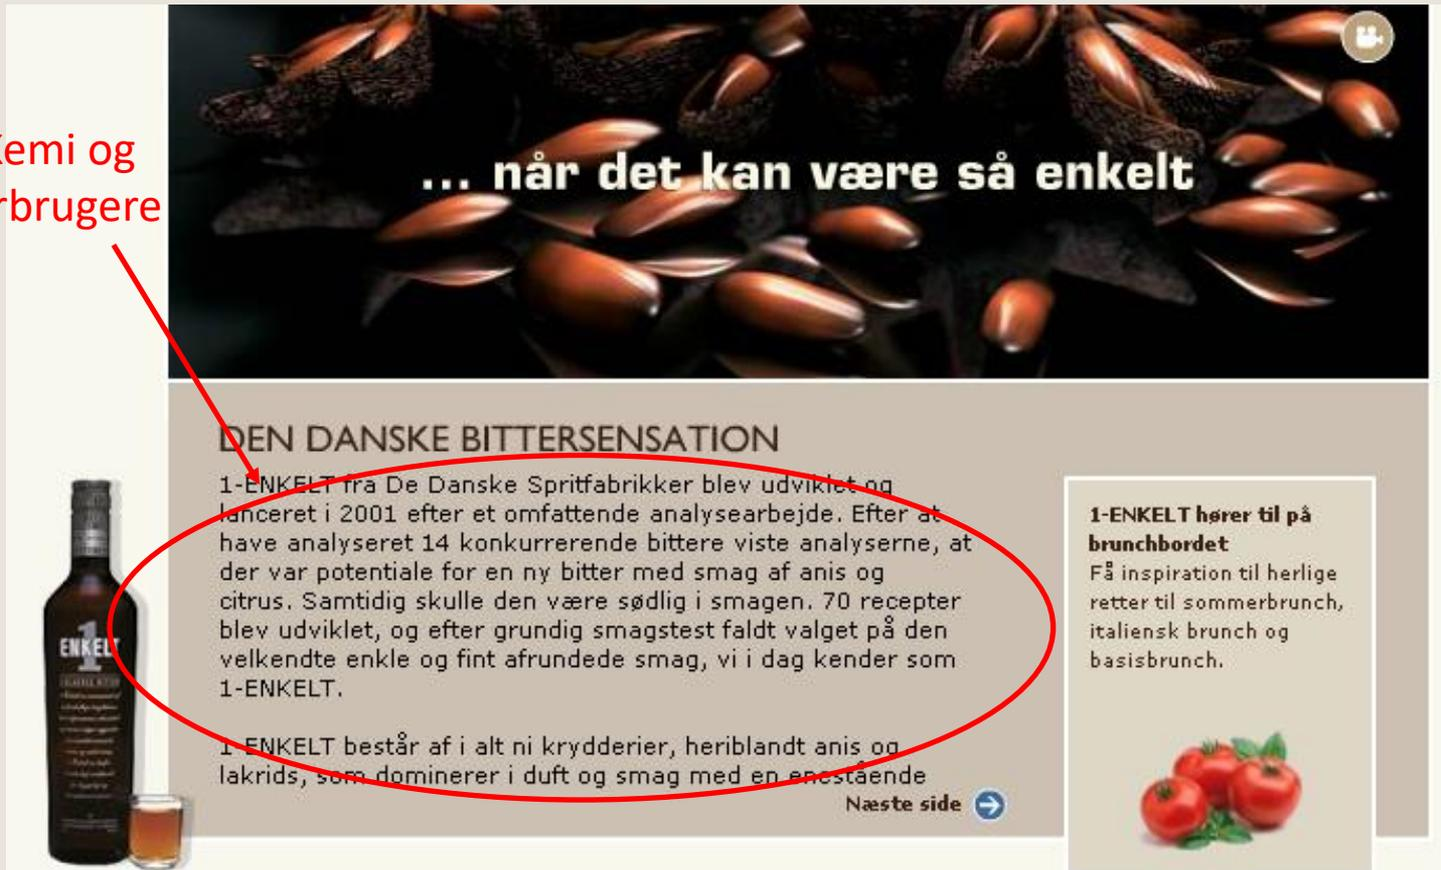 emi og
rbrugere
... når det kan være så enkelt
DEN DANSKE BITTERSENSATION
1-ENKELT fra De Danske Spritfabrikker blev udviklet og
lanceret i 2001 efter et omfattende analysearbejde. Efter at
have analyseret 14 konkurrerende bittere viste analyserne, at
der var potentiale for en ny bitter med smag af anis og
citrus. Samtidig skulle den være sødlig i smagen. 70 recepter
blev udviklet, og efter grundig smagstest faldt valget på den
velkendte enkle og fint afrundede smag, vi i dag kender som
1-ENKELT.
1-ENKELT består af i alt ni krydderier, heriblandt anis og
lakrids, som dominerer i duft og smag med en enestående
Næste side
1-ENKELT hører til på
brunchbordet
Få inspiration til herlige
retter til sommerbrunch,
italiensk brunch og
basisbrunch.
1
ENKELT